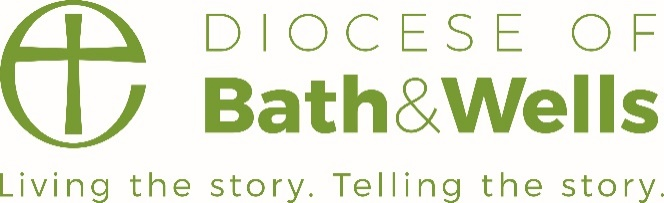 DIOCESE OF
Bath&Wells
Living the story. Telling the story.